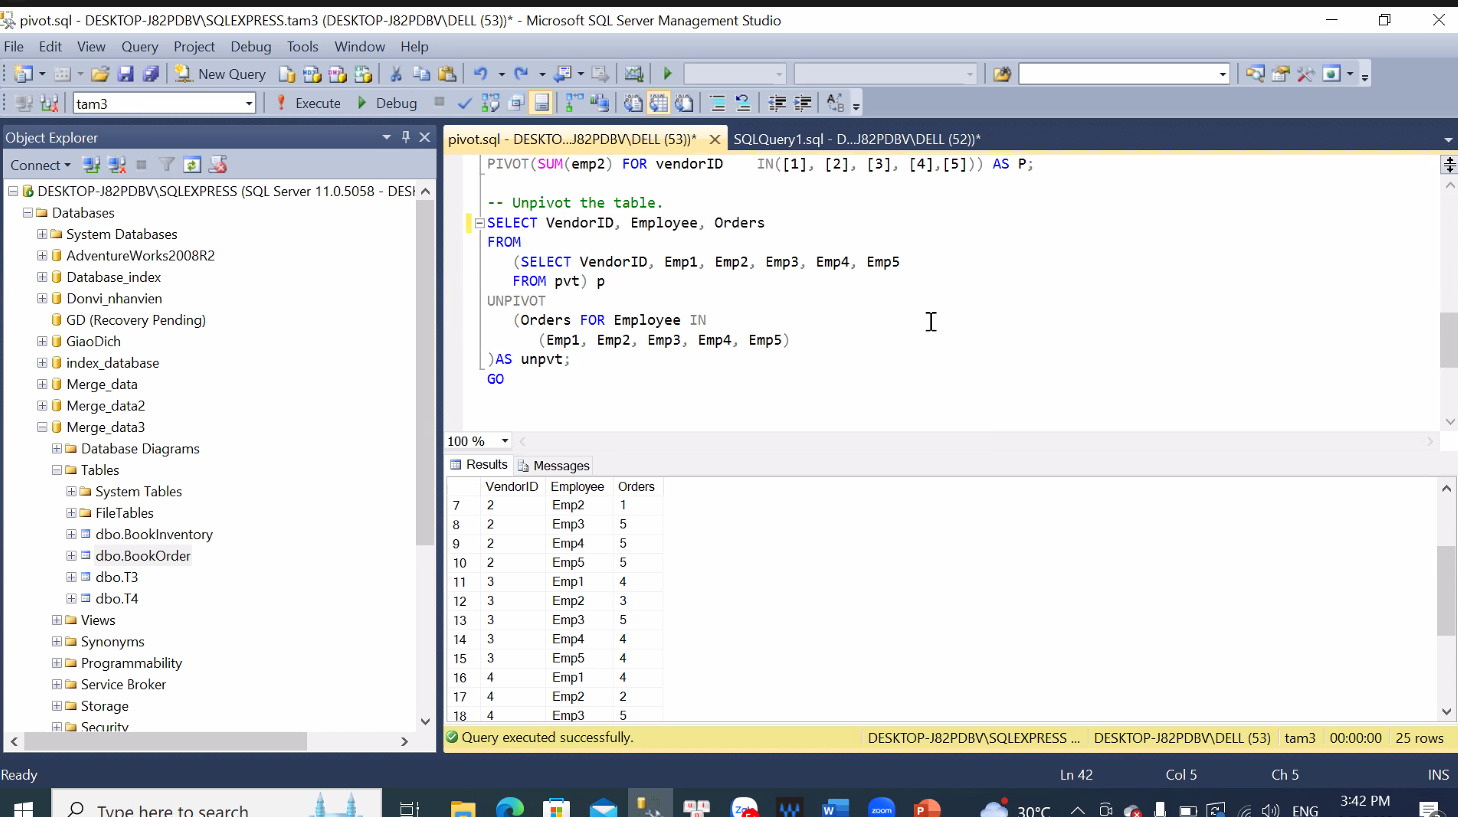 pivot.sql - DESKTOP-J82PDBV\SQLEXPRESS.tam3 (DESKTOP-J82PDBV\DELL (53))* - Microsoft SQL Server Management Studio
File Edit View Query Project Debug Tools Window Help
New Query
tam3 Execute Debug
Object Explorer
Connect
DESKTOP-J82PDBV\SQLEXPRESS (SQL Server 11.0.5058 - DESI
Databases
System Databases
AdventureWorks2008R2
Database_index
Donvi_nhanvien
GD (Recovery Pending)
GiaoDich
index_database
Merge_data
Merge_data2
Merge_data3
Database Diagrams
Tables
System Tables
FileTables
dbo.BookInventory
dbo.BookOrder
dbo.T3
dbo.T4
Views
Synonyms
Programmability
Service Broker
Storage
Security
pivot.sql - DESKTO...J82PDBV\DELL (53))* SQLQuery1.sql - D...J82PDBV\DELL (52))*
PIVOT(SUM(emp2) FOR vendorID IN([1], [2], [3], [4],[5])) AS P;
-- Unpivot the table.
SELECT VendorID, Employee, Orders
FROM
(SELECT VendorID, Emp1, Emp2, Emp3, Emp4, Emp5
FROM pvt) p
UNPIVOT
(Orders FOR Employee IN
(Emp1, Emp2, Emp3, Emp4, Emp5)
)AS unpvt;
GO
100 %
Results Messages
VendorID Employee Orders
7 2 Emp2 1
8 2 Emp3 5
9 2 Emp4 5
10 2 Emp5 5
11 3 Emp1 4
12 3 Emp2 3
13 3 Emp3 5
14 3 Emp4 4
15 3 Emp5 4
16 4 Emp1 4
17 4 Emp2 2
18 4 Emp3 5
Query executed successfully. DESKTOP-J82PDBV\SQLEXPRESS ... DESKTOP-J82PDBV\DELL (53) tam3 00:00:00 25 rows
Ready Ln 42 Col 5 Ch 5 INS
Type here to search 30°C ENG 3:42 PM